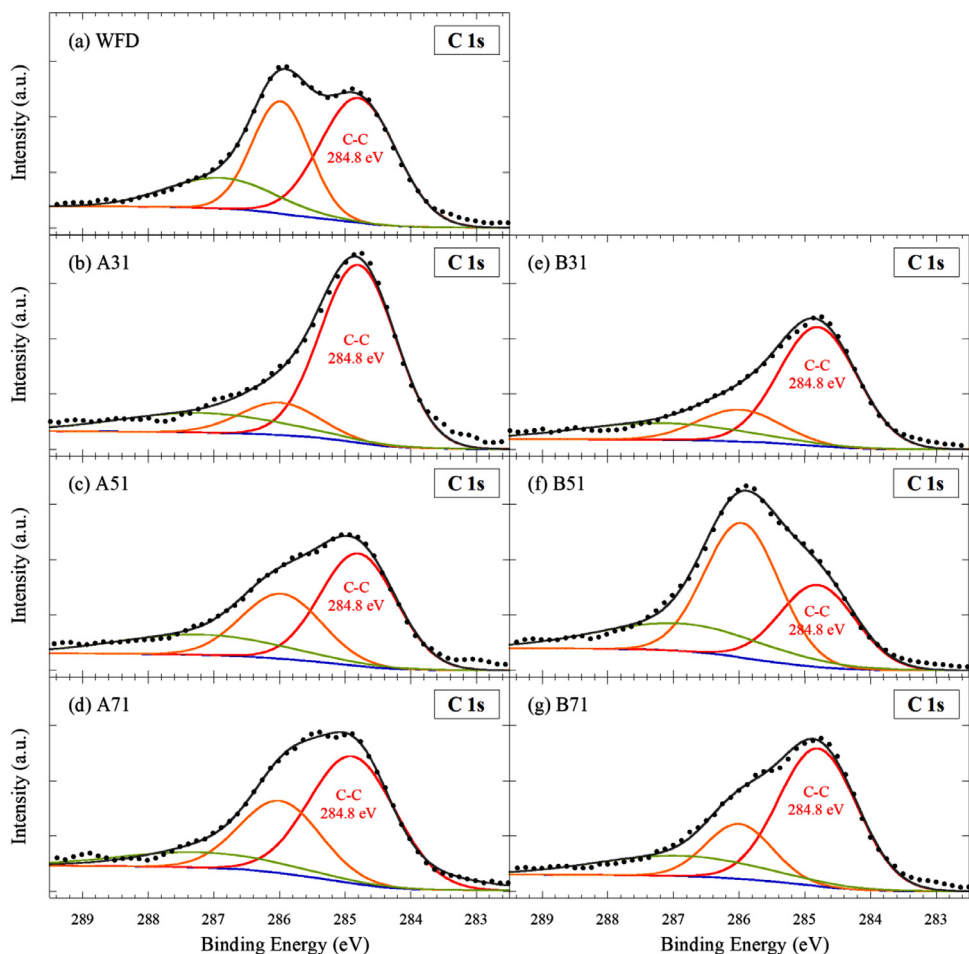 (a) WFD
C 1s
C-C
284.8 eV
Intensity (a.u.)
(b) A31
C 1s
C-C
284.8 eV
Intensity (a.u.)
(e) B31
C 1s
C-C
284.8 eV
(c) A51
C 1s
C-C
284.8 eV
Intensity (a.u.)
(f) B51
C 1s
C-C
284.8 eV
(d) A71
C 1s
C-C
284.8 eV
Intensity (a.u.)
(g) B71
C 1s
C-C
284.8 eV
289 288 287 286 285 284 283
289 288 287 286 285 284 283
Binding Energy (eV)
Binding Energy (eV)